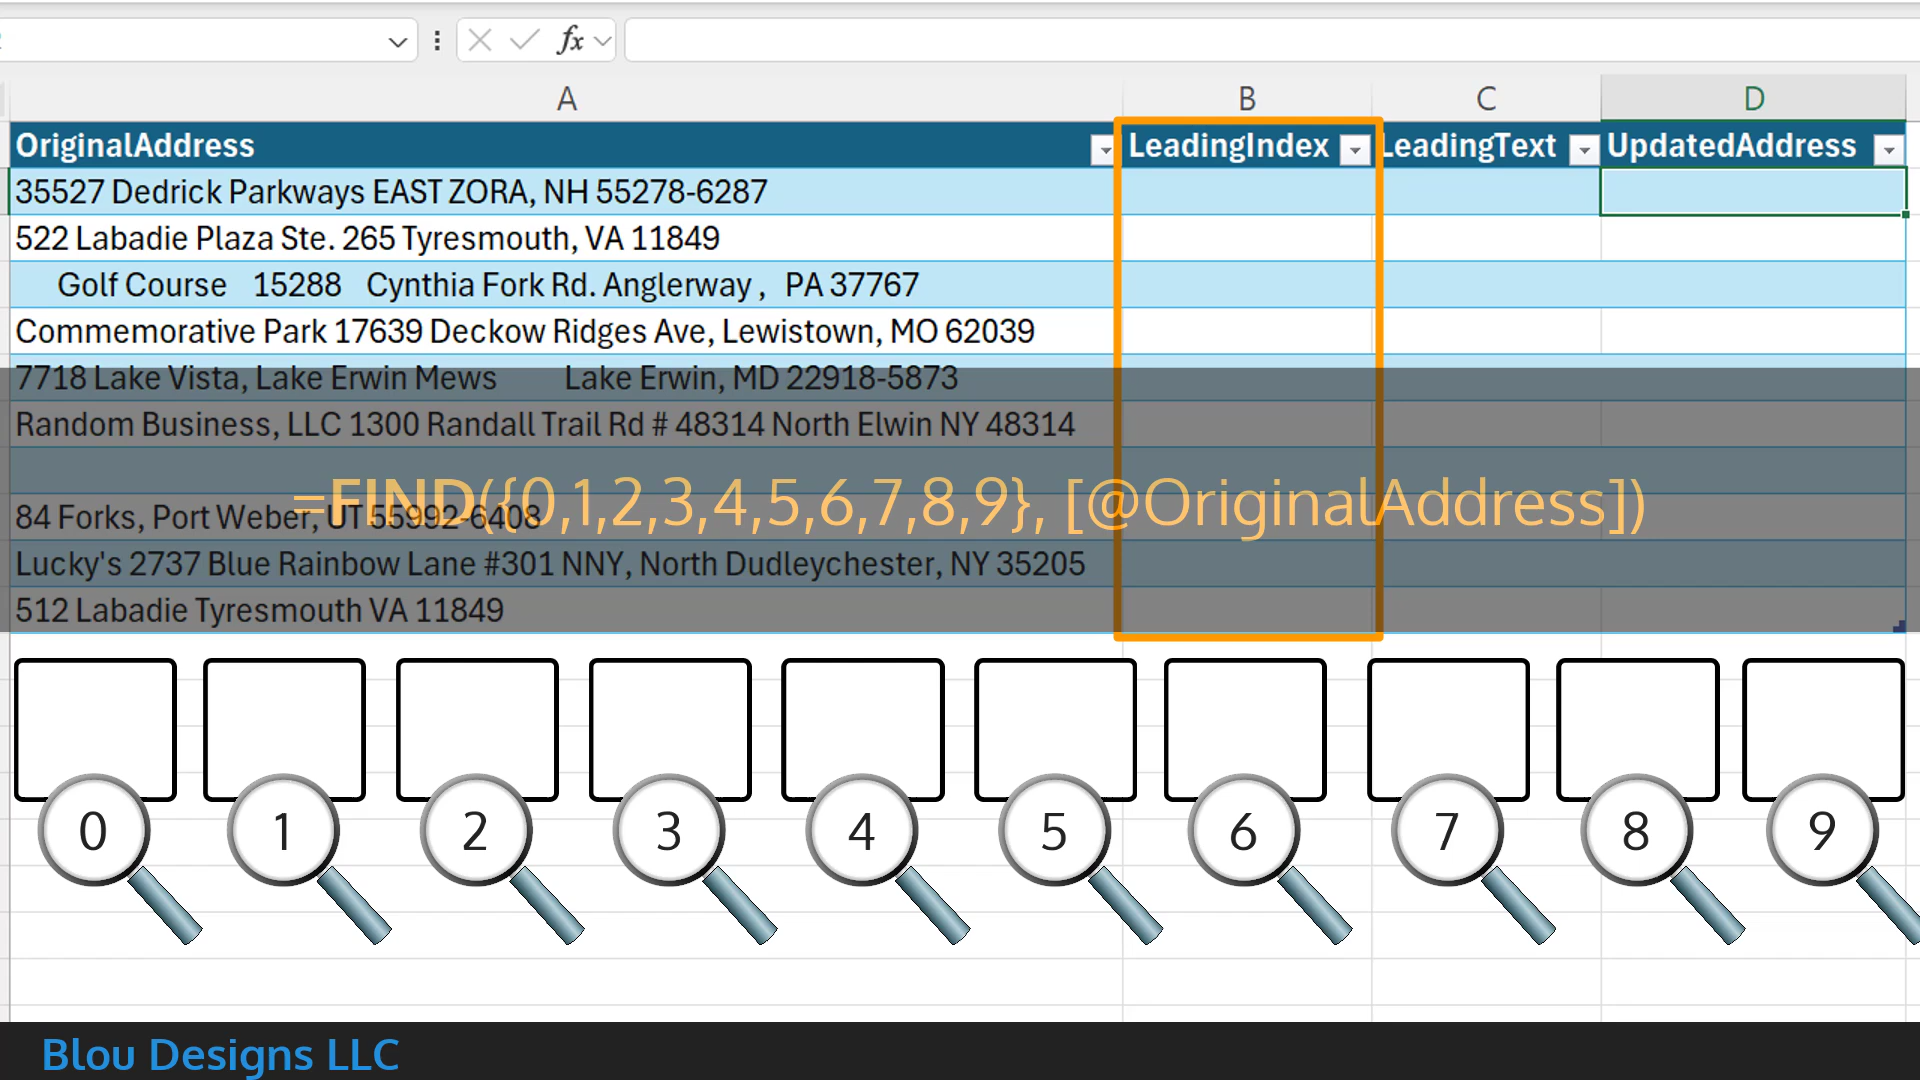 fx
A B C D
OriginalAddress LeadingIndex LeadingText UpdatedAddress
35527 Dedrick Parkways EAST ZORA, NH 55278-6287
522 Labadie Plaza Ste. 265 Tyresmouth, VA 11849
Golf Course 15288 Cynthia Fork Rd. Anglerway , PA 37767
Commemorative Park 17639 Deckow Ridges Ave, Lewistown, MO 62039
7718 Lake Vista, Lake Erwin Mews Lake Erwin, MD 22918-5873
Random Business, LLC 1300 Randall Trail Rd # 48314 North Elwin NY 48314
=FIND({0,1,2,3,4,5,6,7,8,9}, [@OriginalAddress])
84 Forks, Port Weber, UT 55992-6408
Lucky's 2737 Blue Rainbow Lane #301 NNY, North Dudleychester, NY 35205
512 Labadie Tyresmouth VA 11849
0 1 2 3 4 5 6 7 8 9
Blou Designs LLC